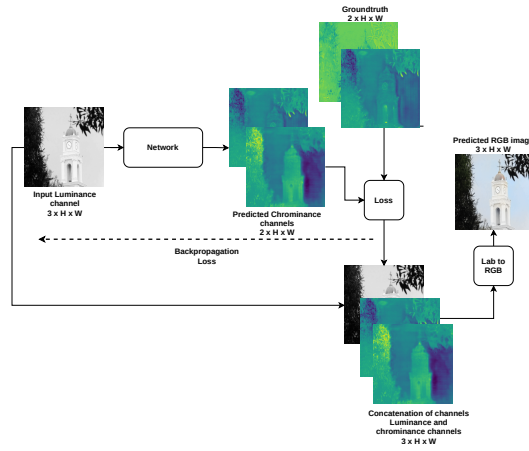 Groundtruth
2 x H x W
Network
Predicted RGB imag
3 x H x W
Input Luminance
channel
3 x H x W
Predicted Chrominance
channels
2 x H x W
Loss
Backpropagation
Loss
Lab to
RGB
Concatenation of channels
Luminance and
chrominance channels
3 x H x W